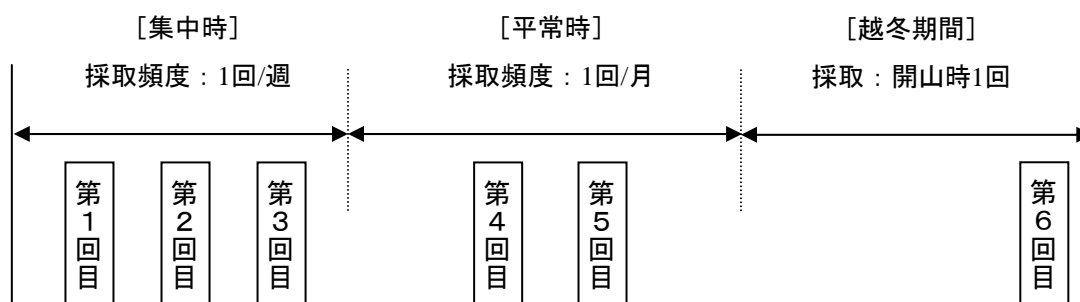 [集中時]
[平常時]
[越冬期間]
採取頻度：1回/週
採取頻度：1回/月
採取：開山時1回
第1回目
第2回目
第3回目
第4回目
第5回目
第6回目